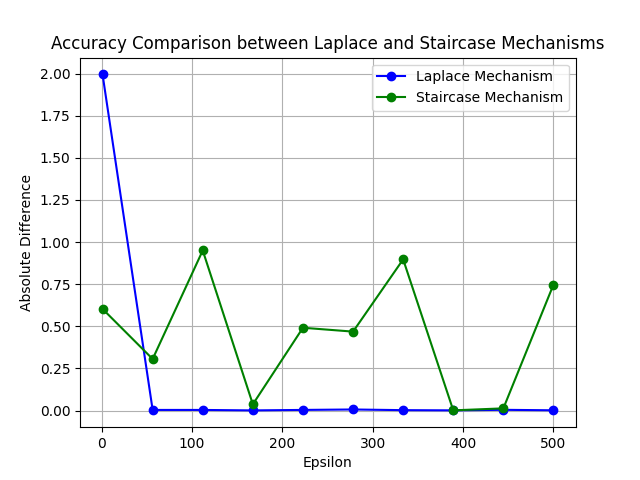 Accuracy Comparison between Laplace and Staircase Mechanisms
Laplace Mechanism
Staircase Mechanism
Absolute Difference
2.00
1.75
1.50
1.25
1.00
0.75
0.50
0.25
0.00
0 100 200 300 400 500
Epsilon